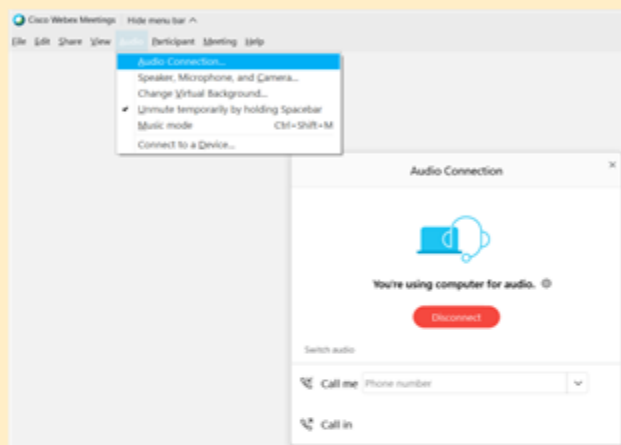 Cisco Webex Meetings Hide menu bar ^
File Edit Share View Audio Participant Meeting Help
Audio Connection...
Speaker, Microphone, and Camera...
Change Virtual Background...
✔ Unmute temporarily by holding Spacebar
Music mode Ctrl+Shift+M
Connect to a Device...
Audio Connection ×
You're using computer for audio.
Disconnect
Switch audio
Call me Phone number
Call in